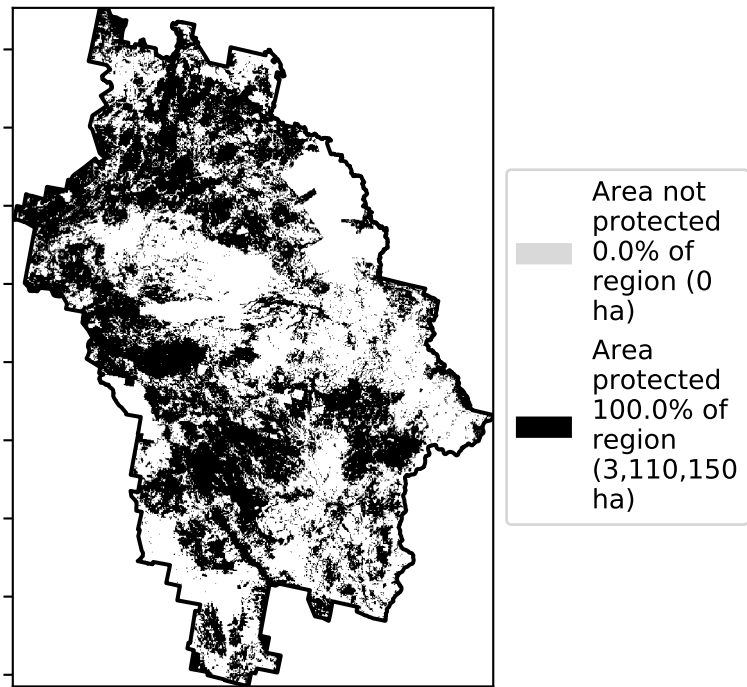 Area not
protected
0.0% of
region (0
ha)
Area
protected
100.0% of
region
(3,110,150
ha)